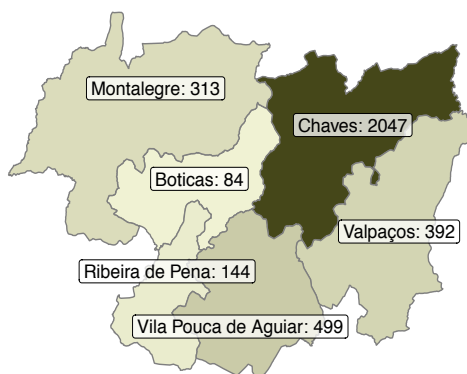 Montalegre: 313
Chaves: 2047
Boticas: 84
Valpaços: 392
Ribeira de Pena: 144
Vila Pouca de Aguiar: 499